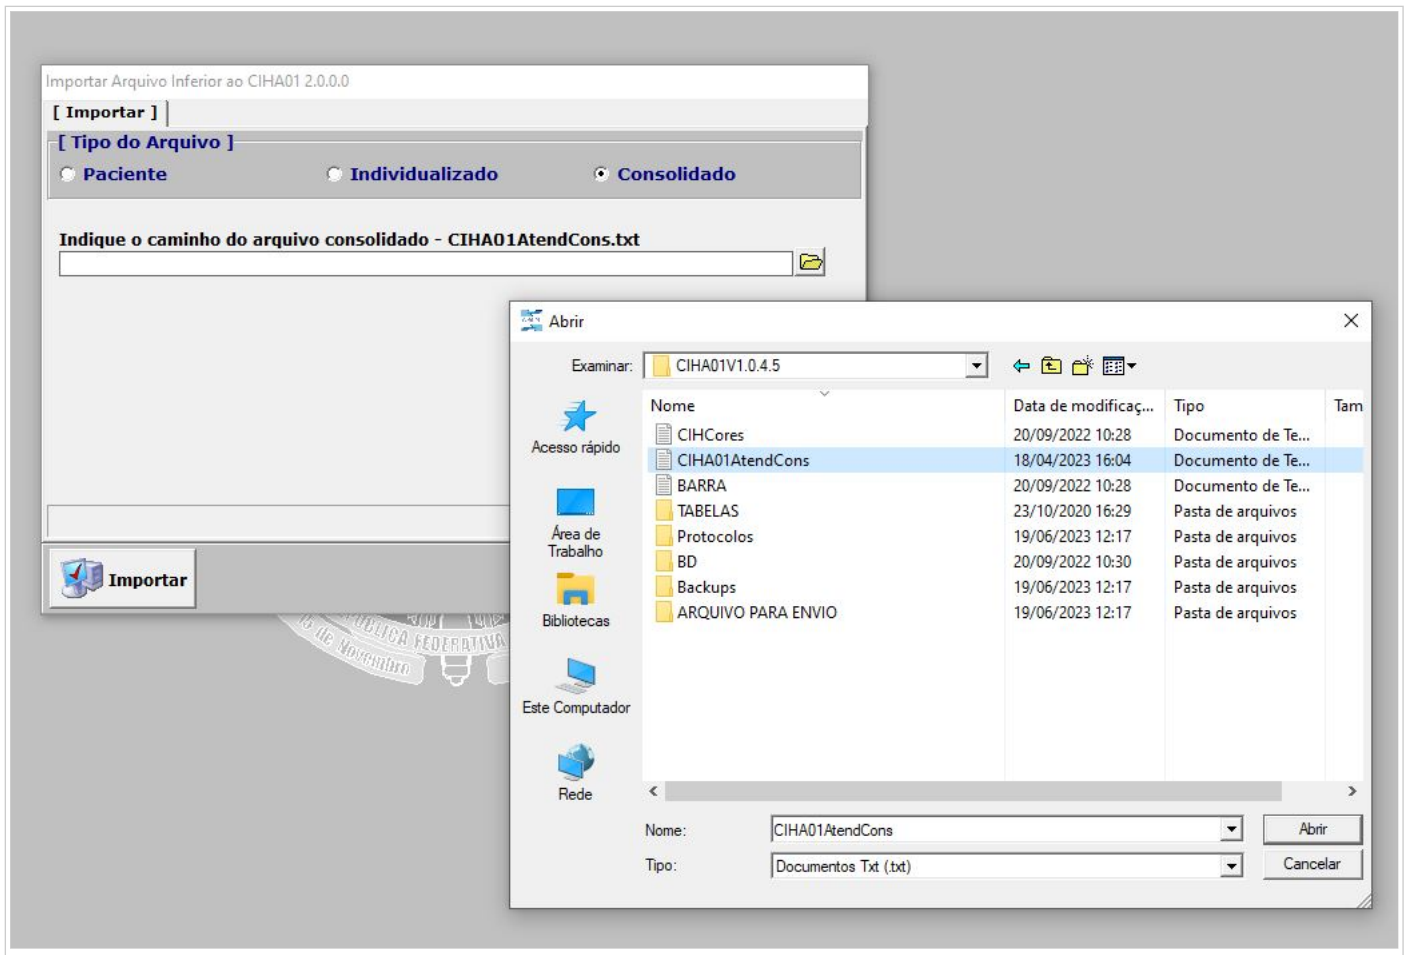 Importar Arquivo Inferior ao CIHA01 2.0.0.0
[ Importar ]
[ Tipo do Arquivo ]
Paciente Individualizado Consolidado
Indique o caminho do arquivo consolidado - CIHA01AtendCons.txt
Importar
PUBLICA FEDERATIVA
15 de Novembro
Abrir
Examinar: CIHA01V1.0.4.5
Acesso rápido
Área de
Trabalho
Bibliotecas
Este Computador
Rede
Nome Data de modificaç... Tipo Tam
CIHCores 20/09/2022 10:28 Documento de Te...
CIHA01AtendCons 18/04/2023 16:04 Documento de Te...
BARRA 20/09/2022 10:28 Documento de Te...
TABELAS 23/10/2020 16:29 Pasta de arquivos
Protocolos 19/06/2023 12:17 Pasta de arquivos
BD 20/09/2022 10:30 Pasta de arquivos
Backups 19/06/2023 12:17 Pasta de arquivos
ARQUIVO PARA ENVIO 19/06/2023 12:17 Pasta de arquivos
Nome: CIHA01AtendCons Abrir
Tipo: Documentos Txt (.txt) Cancelar